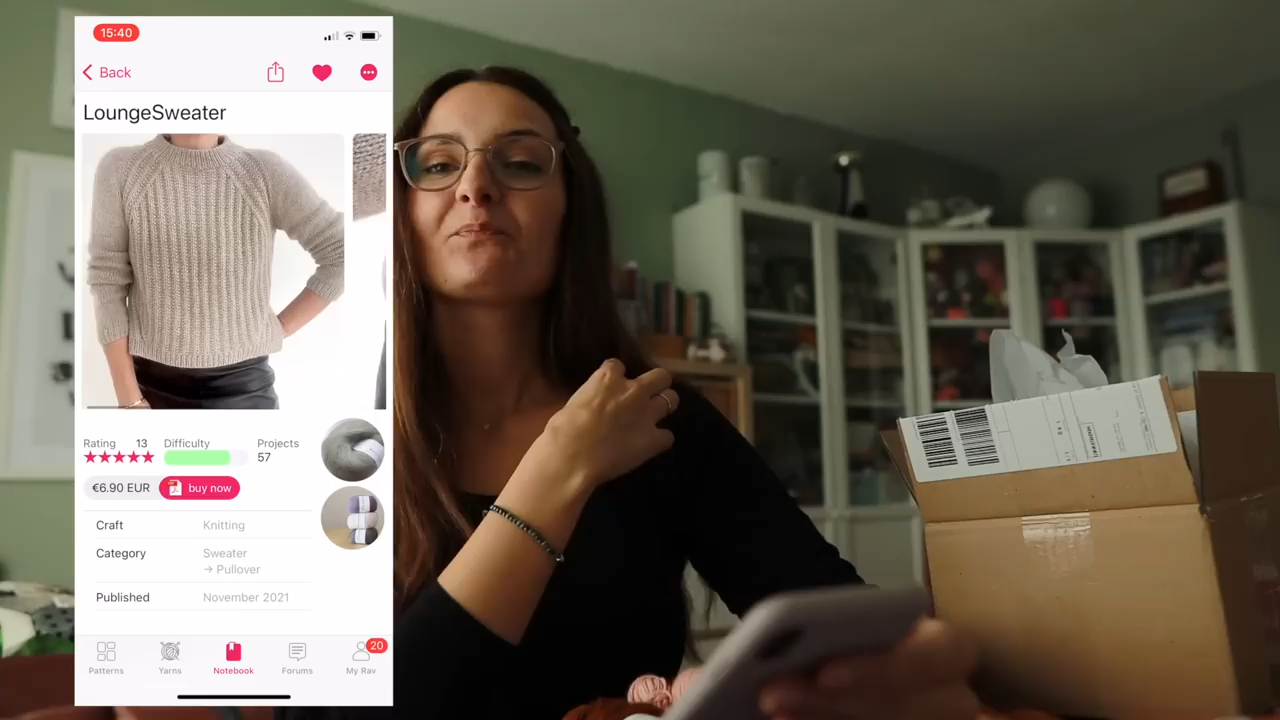 15:40
Back
LoungeSweater
Rating 13 Difficulty Projects
57
€6.90 EUR buy now
Craft Knitting
Category Sweater
→ Pullover
Published November 2021
20
Patterns Yarns Notebook Forums My Rav